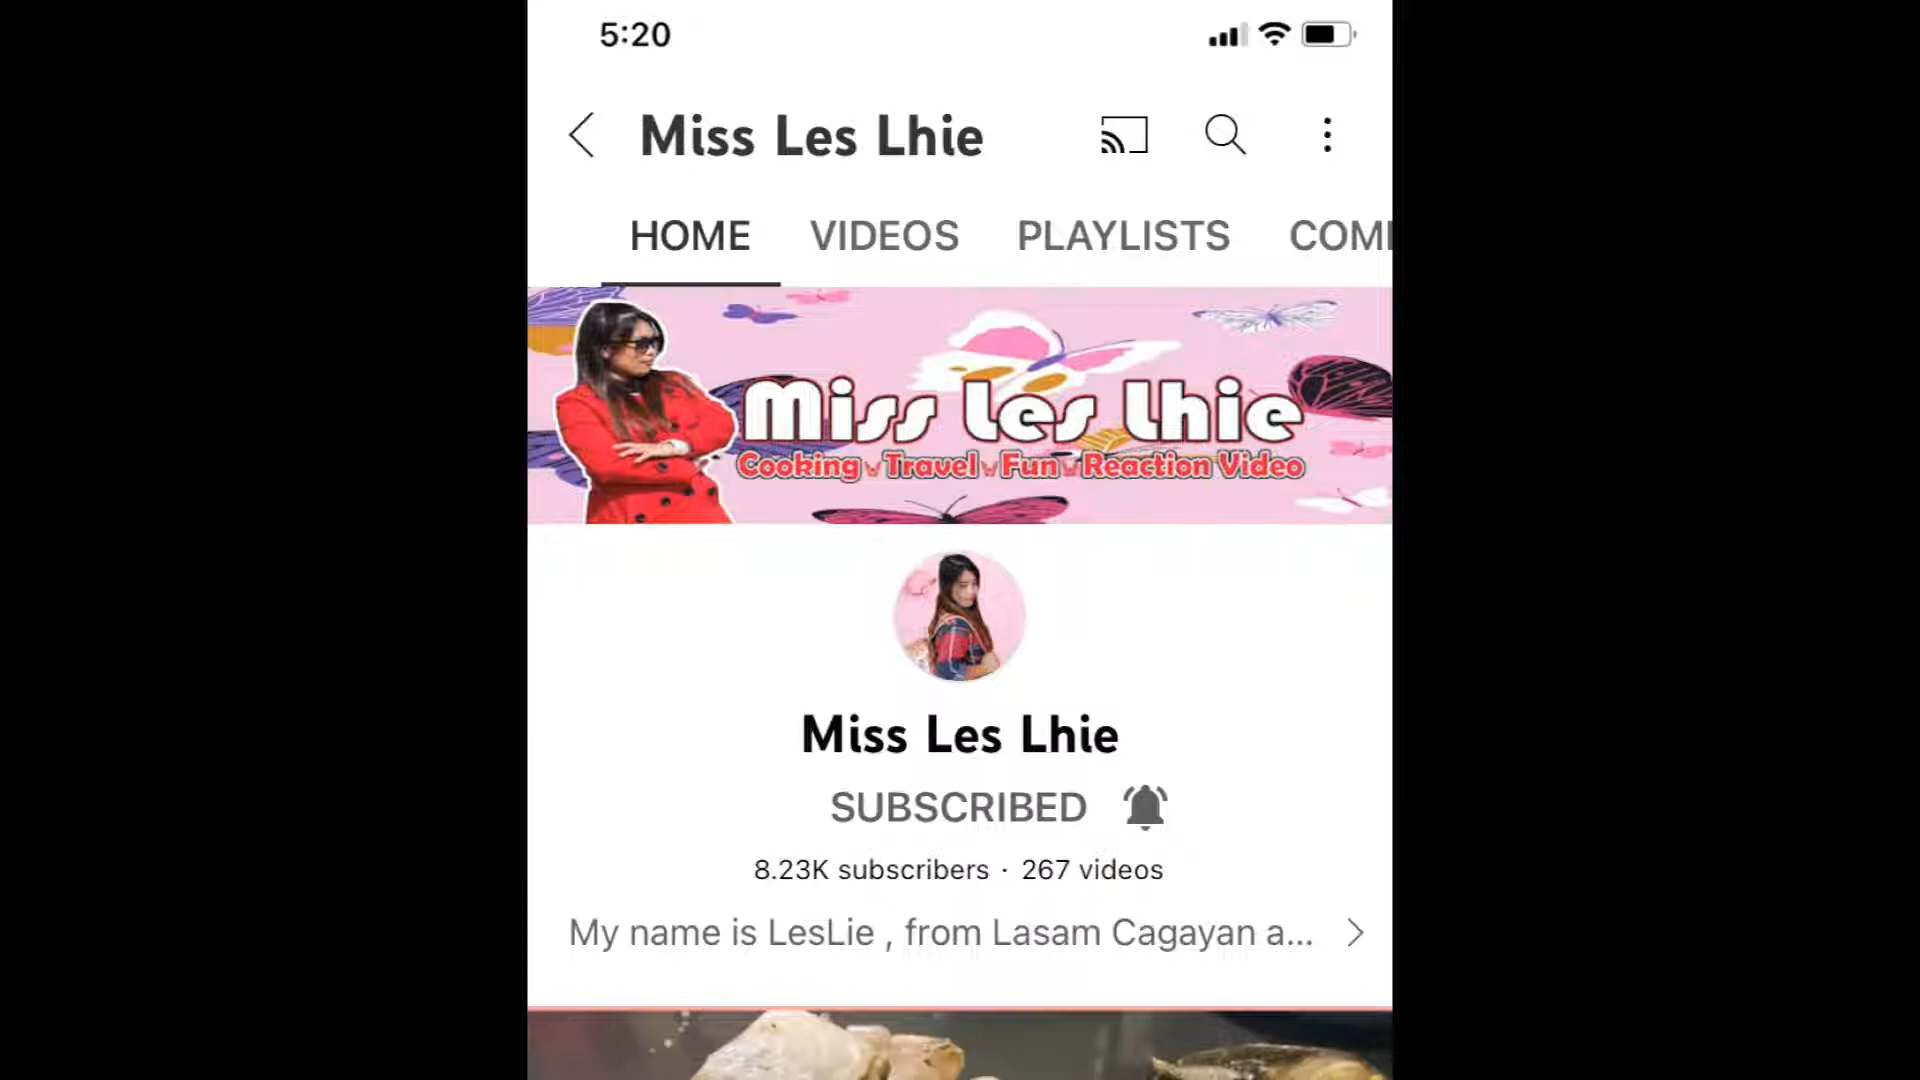 5:20
Miss Les Lhie
HOME VIDEOS PLAYLISTS COM
Miss Les Lhie
Cooking Travel Fun Reaction Video
Miss Les Lhie
SUBSCRIBED
8.23K subscribers · 267 videos
My name is LesLie , from Lasam Cagayan a...